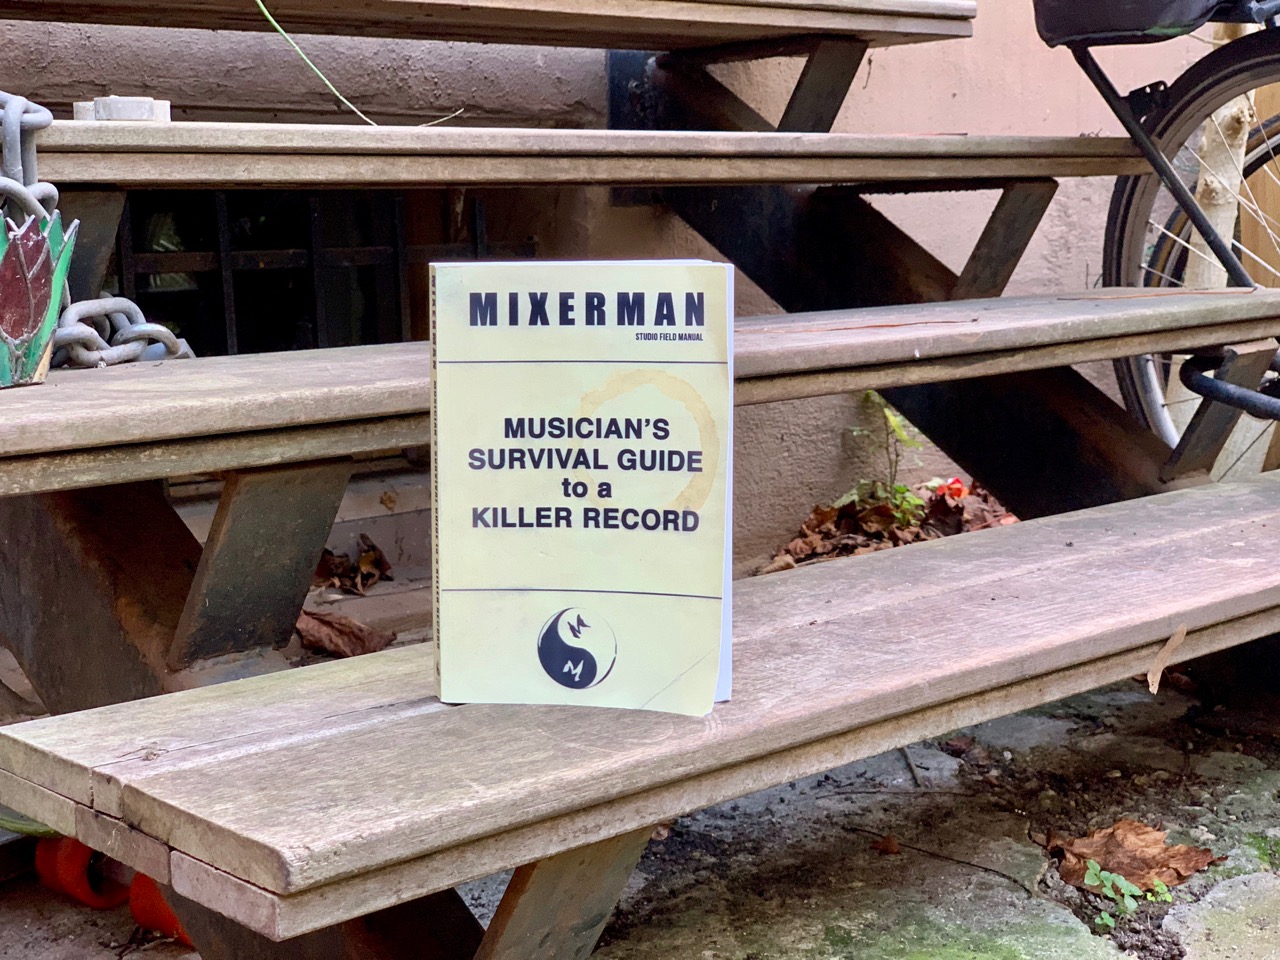 MIXERMAN
STUDIO FIELD MANUAL
MUSICIAN'S
SURVIVAL GUIDE
to a
KILLER RECORD
M
M